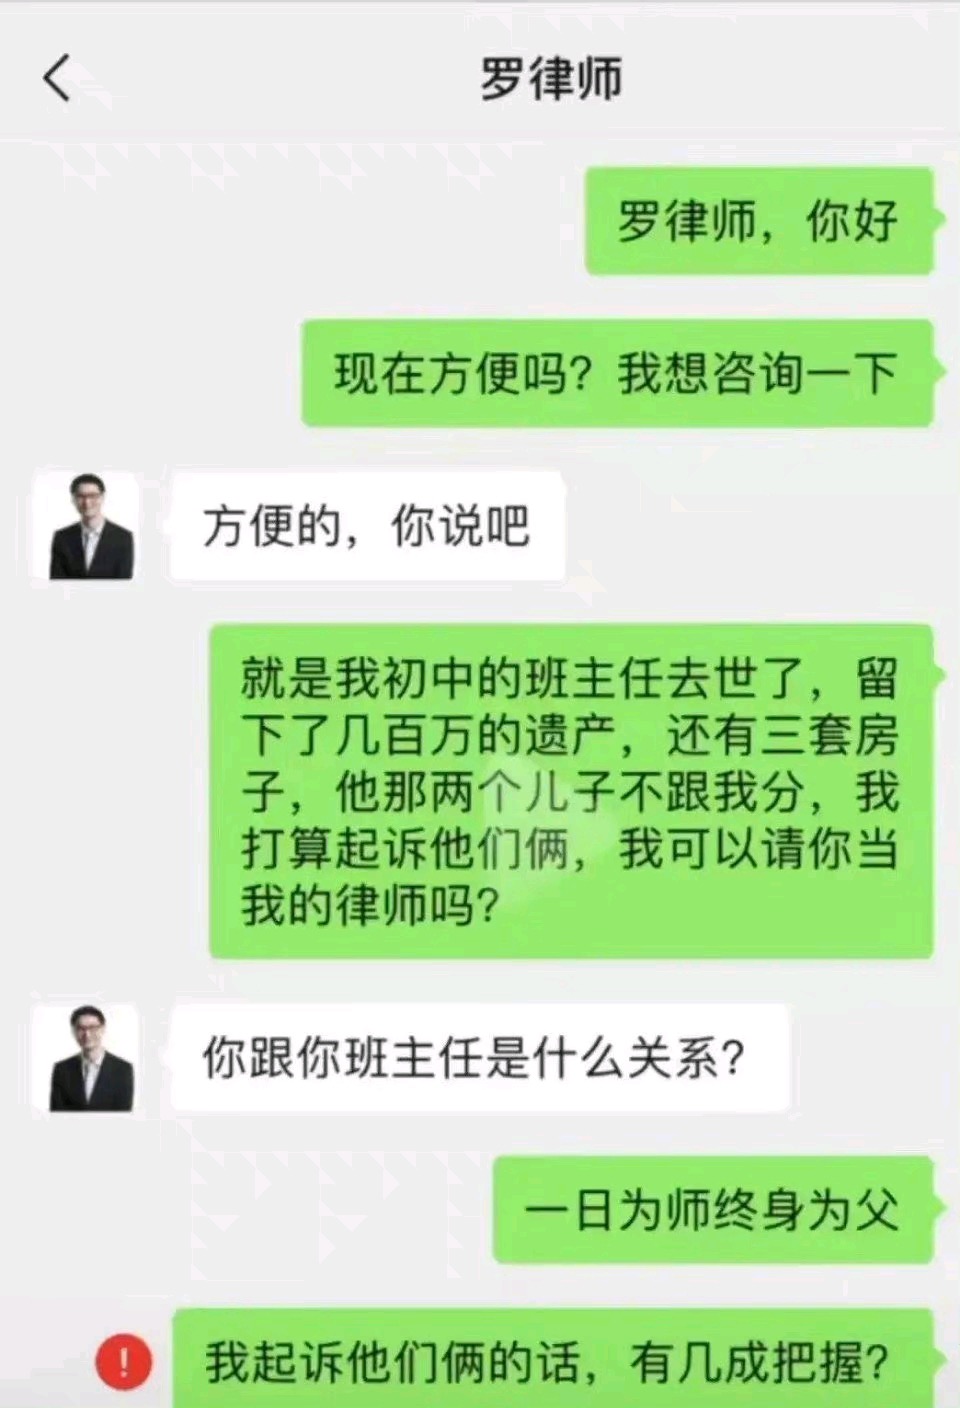 罗律师
罗律师，你好
现在方便吗？我想咨询一下
方便的，你说吧
就是我初中的班主任去世了，留
下了几百万的遗产，还有三套房
子，他那两个儿子不跟我分，我
打算起诉他们俩，我可以请你当
我的律师吗？
你跟你班主任是什么关系？
一日为师终身为父
我起诉他们俩的话，有几成把握？